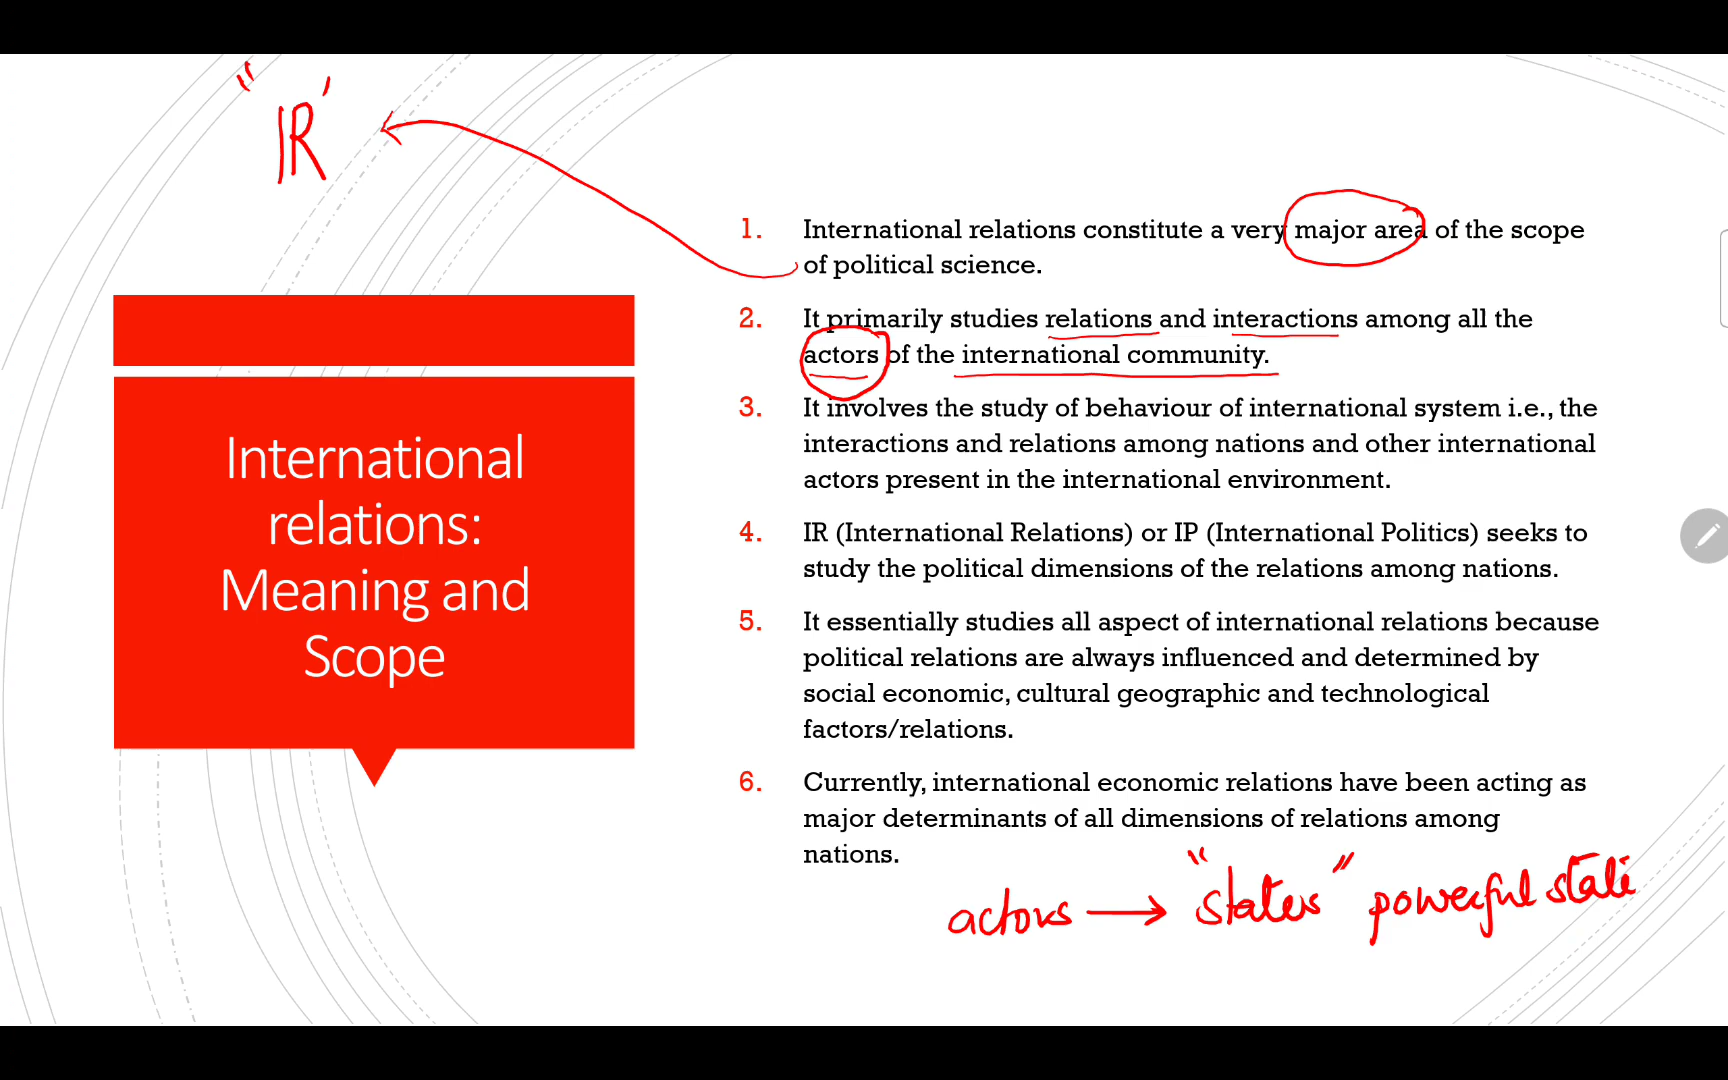 "IR'
International
relations:
Meaning and
Scope
1. International relations constitute a very major area of the scope
of political science.
2. It primarily studies relations and interactions among all the
actors of the international community.
3. It involves the study of behaviour of international system i.e., the
interactions and relations among nations and other international
actors present in the international environment.
4. IR (International Relations) or IP (International Politics) seeks to
study the political dimensions of the relations among nations.
5. It essentially studies all aspect of international relations because
political relations are always influenced and determined by
social economic, cultural geographic and technological
factors/relations.
6. Currently, international economic relations have been acting as
major determinants of all dimensions of relations among
nations.
actors → "states" powerful